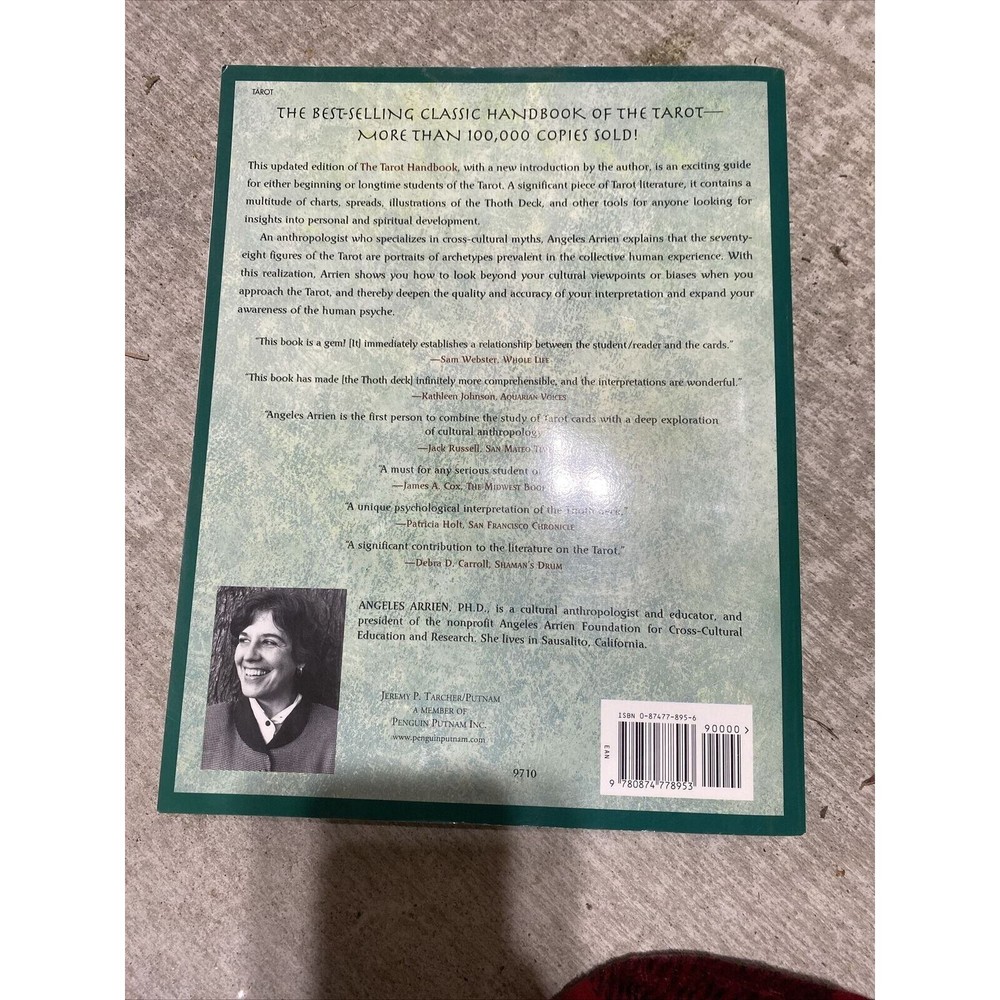 TAROT
THE BEST-SELLING CLASSIC HANDBOOK OF THE TAROT—
MORE THAN 100,000 COPIES SOLD!
This updated edition of The Tarot Handbook, with a new introduction by the author, is an exciting guide
for either beginning or longtime students of the Tarot. A significant piece of Tarot literature, it contains a
multitude of charts, spreads, illustrations of the Thoth Deck, and other tools for anyone looking for
insights into personal and spiritual development.
An anthropologist who specializes in cross-cultural myths, Angeles Arrien explains that the seventy-
eight figures of the Tarot are portraits of archetypes prevalent in the collective human experience. With
this realization, Arrien shows you how to look beyond your cultural viewpoints or biases when you
approach the Tarot, and thereby deepen the quality and accuracy of your interpretation and expand your
awareness of the human psyche.
"This book is a gem! [It] immediately establishes a relationship between the student/reader and the cards."
—Sam Webster, WHOLE LIFE
"This book has made [the Thoth deck] infinitely more comprehensible, and the interpretations are wonderful."
—Kathleen Johnson, AQUARIAN VOICES
"Angeles Arrien is the first person to combine the study of Tarot cards with a deep exploration
of cultural anthropology
—Jack Russell, SAN MATEO
"A must for any serious student
—James A. Cox, THE MIDWEST BOOK
"A unique psychological interpretation of the Thoth deck."
—Patricia Holt, SAN FRANCISCO CHRONICLE
"A significant contribution to the literature on the Tarot."
—Debra D. Carroll, SHAMAN'S DRUM
ANGELES ARRIEN, PH.D., is a cultural anthropologist and educator, and
president of the nonprofit Angeles Arrien Foundation for Cross-Cultural
Education and Research. She lives in Sausalito, California.
JEREMY P. TARCHER/PUTNAM
A MEMBER OF
PENGUIN PUTNAM INC.
www.penguinputnam.com
9710
ISBN 0-87477-895-6
90000>
EAN
9 780874 778953